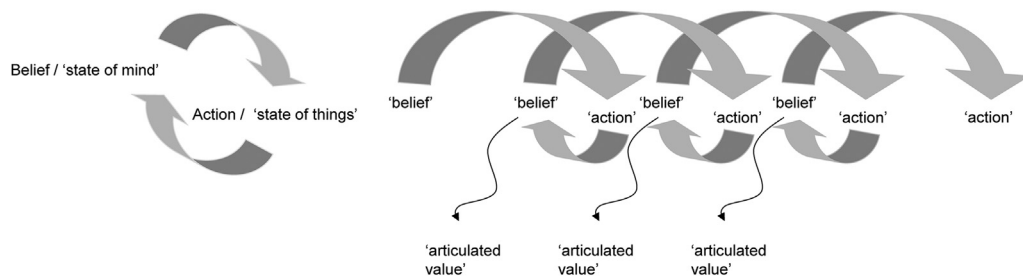 Belief / ‘state of mind’
Action / ‘state of things’
‘belief’
‘belief’
‘action’
‘belief’
‘action’
‘belief’
‘action’
‘action’
‘articulated
value’
‘articulated
value’
‘articulated
value’